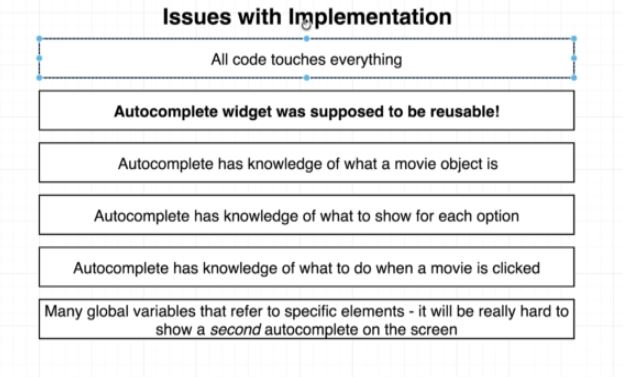 Issues with Implementation
All code touches everything
Autocomplete widget was supposed to be reusable!
Autocomplete has knowledge of what a movie object is
Autocomplete has knowledge of what to show for each option
Autocomplete has knowledge of what to do when a movie is clicked
Many global variables that refer to specific elements - it will be really hard to
show a second autocomplete on the screen